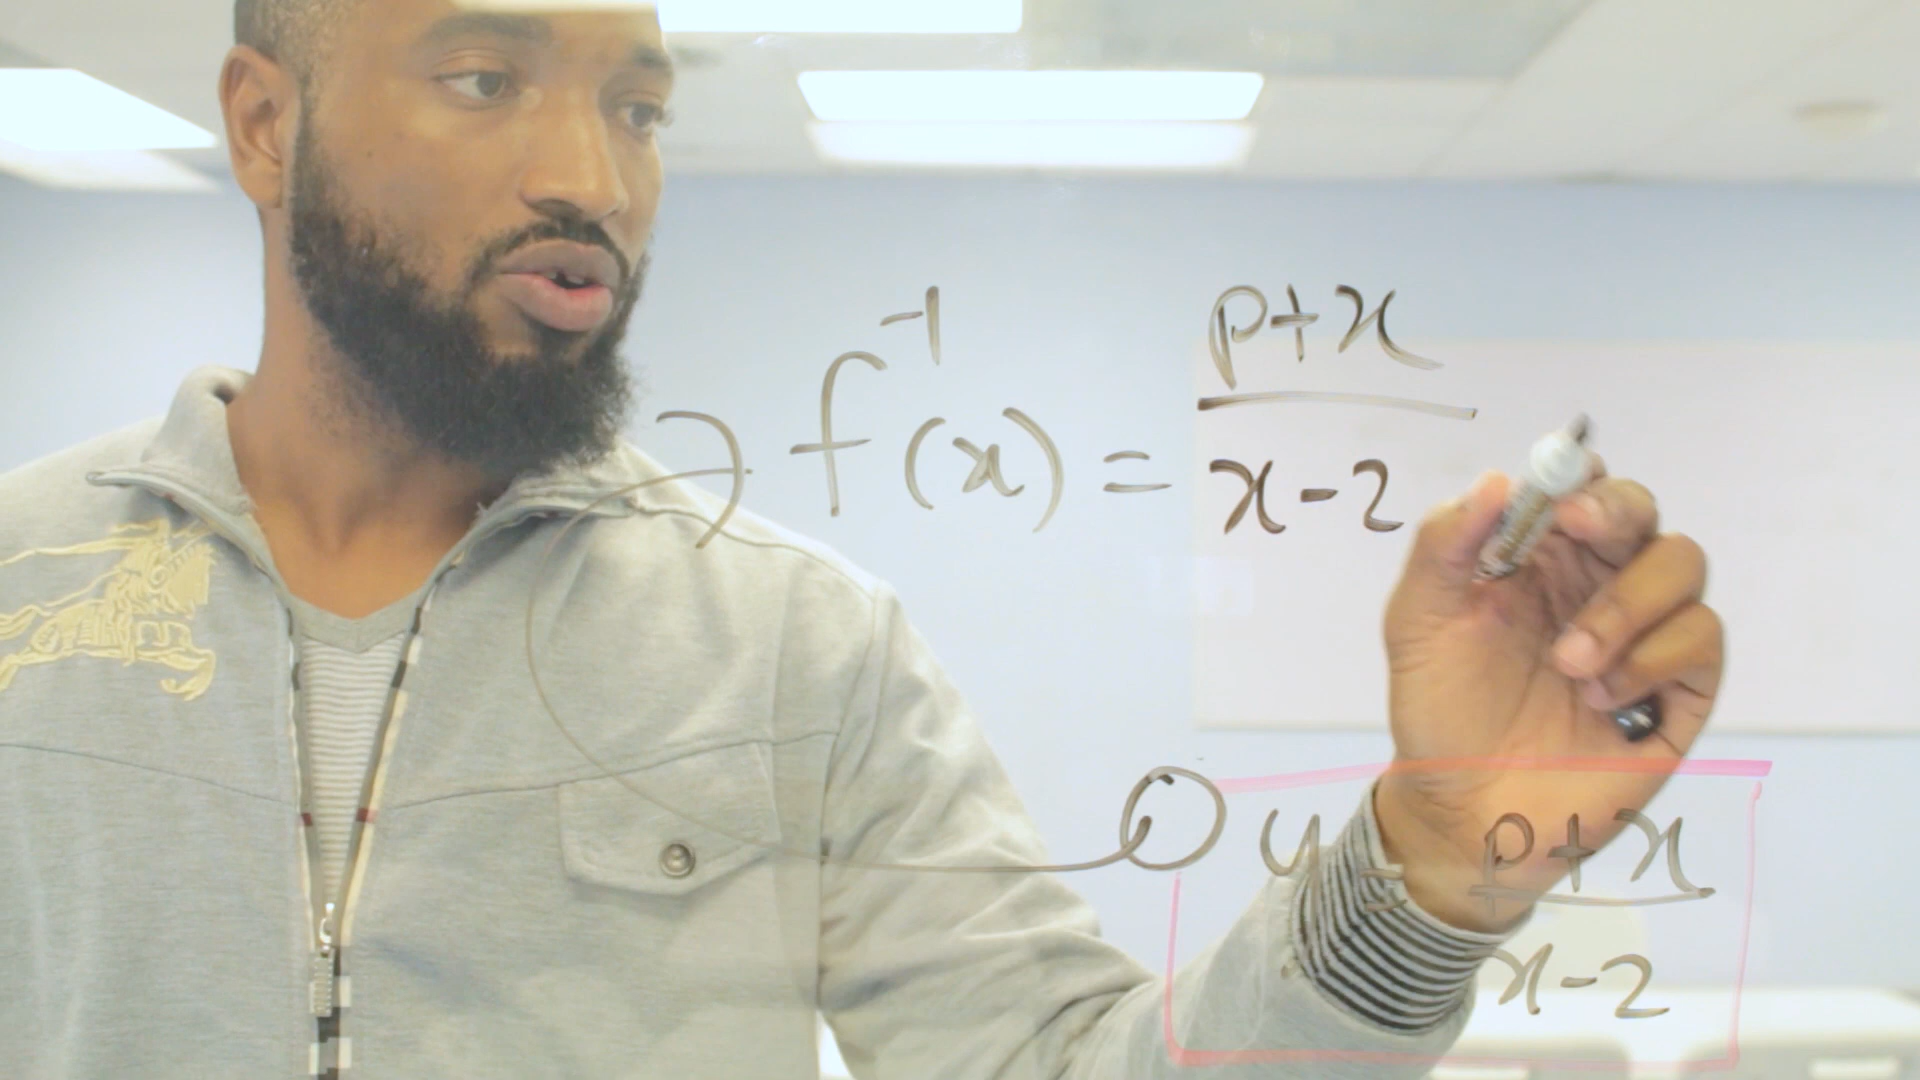 f⁻¹(x) = p+x / x-2
y = p+x / x-2